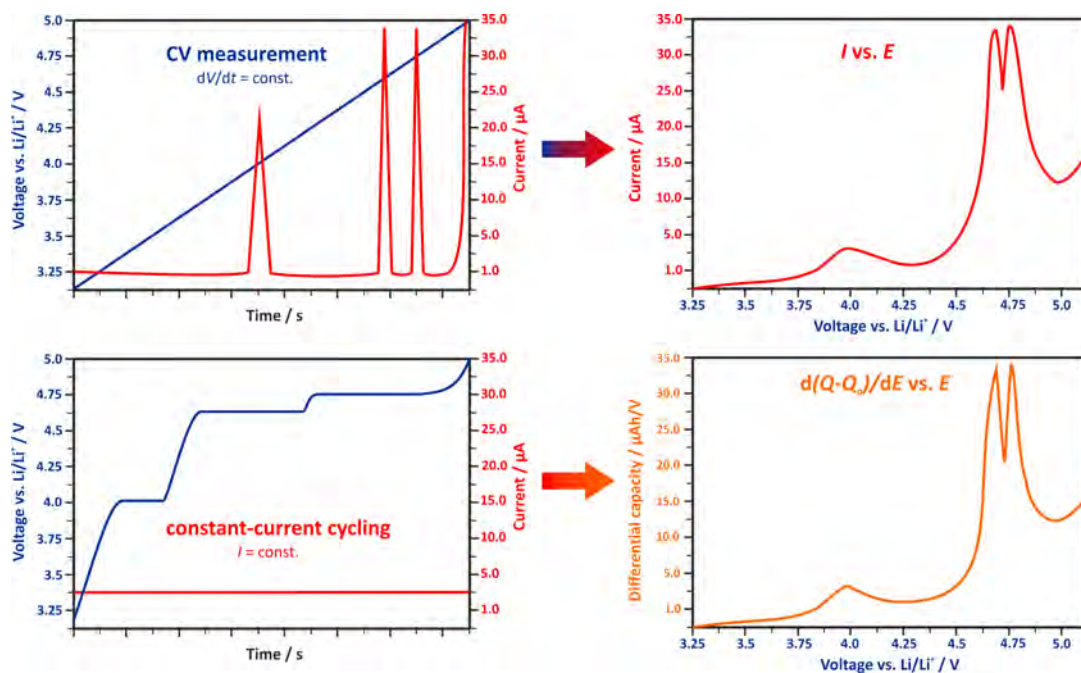 CV measurement
dV/dt = const.
Voltage vs. Li/Li⁺ / V
5.0
4.75
4.5
4.25
4.0
3.75
3.5
3.25
Current / µA
35.0
30.0
25.0
20.0
15.0
10.0
5.0
1.0
Time / s
I vs. E
Current / µA
35.0
30.0
25.0
20.0
15.0
10.0
5.0
1.0
3.25 3.5 3.75 4.0 4.25 4.5 4.75 5.0
Voltage vs. Li/Li⁺ / V
constant-current cycling
I = const.
Voltage vs. Li/Li⁺ / V
5.0
4.75
4.5
4.25
4.0
3.75
3.5
3.25
Current / µA
35.0
30.0
25.0
20.0
15.0
10.0
5.0
1.0
Time / s
d(Q-Qₒ)/dE vs. E
Differential capacity / µAh/V
35.0
30.0
25.0
20.0
15.0
10.0
5.0
1.0
3.25 3.5 3.75 4.0 4.25 4.5 4.75 5.0
Voltage vs. Li/Li⁺ / V